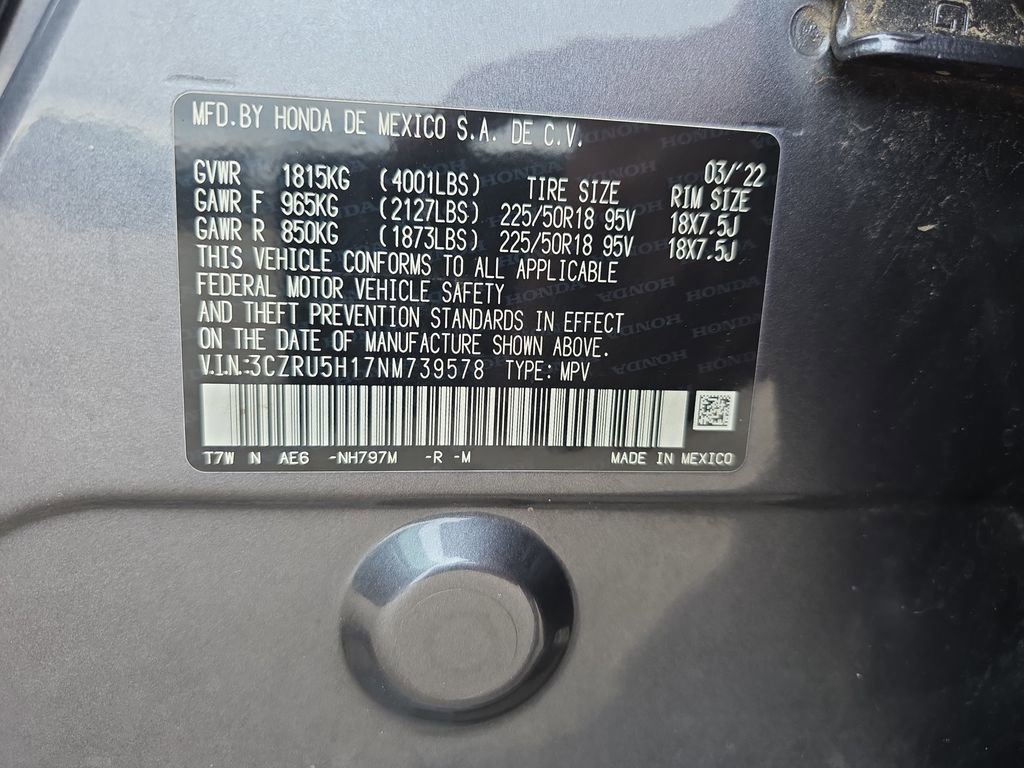 MFD.BY HONDA DE MEXICO S.A. DE C.V.
03/'22
GVWR 1815KG (4001LBS) TIRE SIZE RIM SIZE
GAWR F 965KG (2127LBS) 225/50R18 95V 18X7.5J
GAWR R 850KG (1873LBS) 225/50R18 95V 18X7.5J
THIS VEHICLE CONFORMS TO ALL APPLICABLE
FEDERAL MOTOR VEHICLE SAFETY
AND THEFT PREVENTION STANDARDS IN EFFECT
ON THE DATE OF MANUFACTURE SHOWN ABOVE.
V.I.N.:3CZRU5H17NM739578 TYPE: MPV
T7W N AE6 -NH797M -R -M MADE IN MEXICO